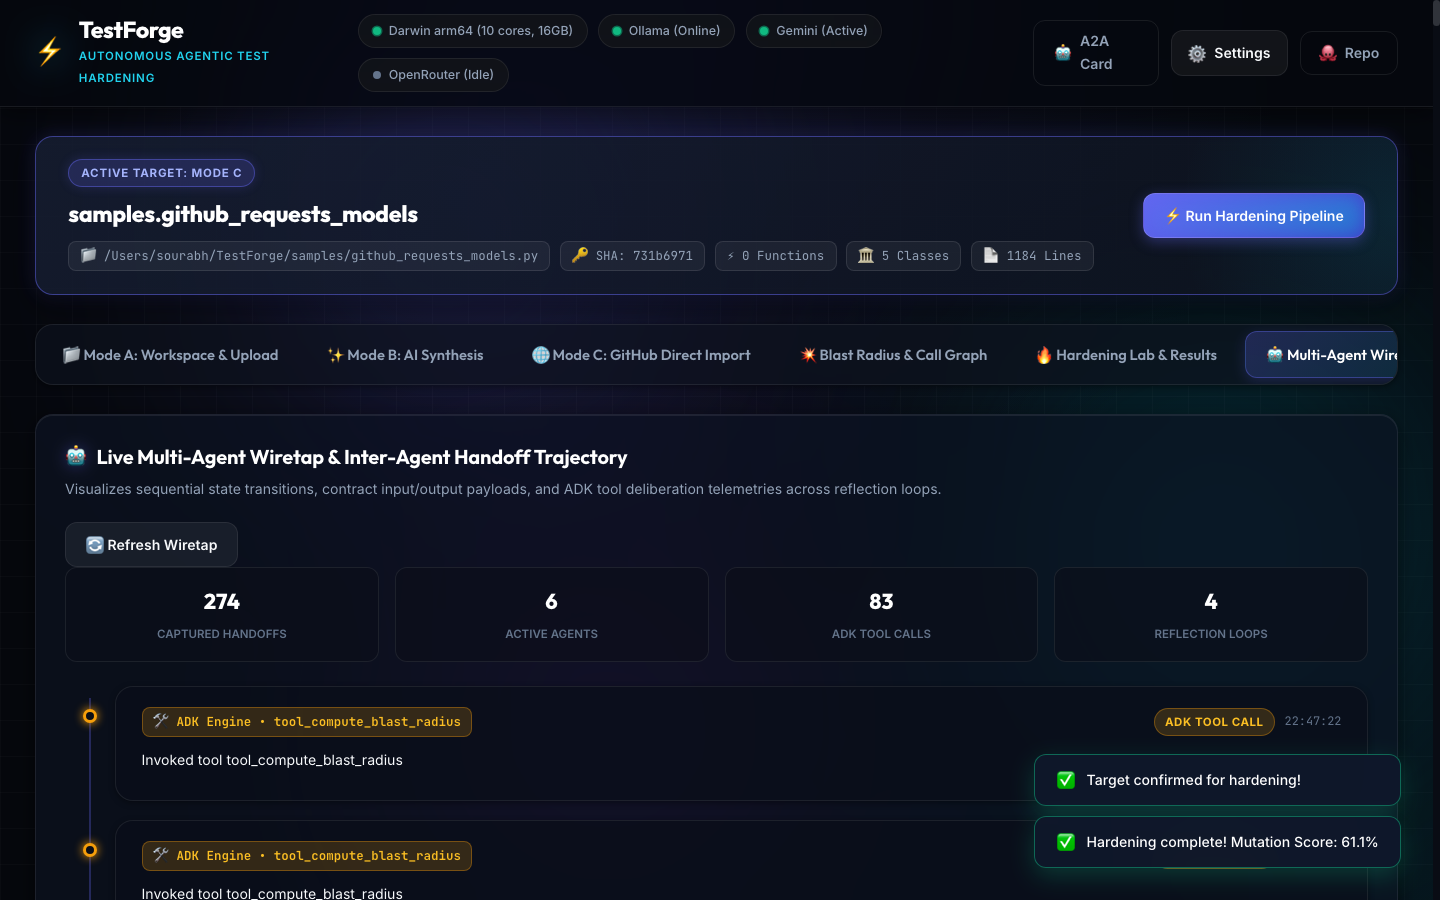 TestForge
AUTONOMOUS AGENTIC TEST
HARDENING
Darwin arm64 (10 cores, 16GB)
Ollama (Online)
Gemini (Active)
OpenRouter (Idle)
A2A
Card
Settings
Repo
ACTIVE TARGET: MODE C
samples.github_requests_models
/Users/sourabh/TestForge/samples/github_requests_models.py
SHA: 731b6971
⚡ 0 Functions
5 Classes
1184 Lines
Run Hardening Pipeline
Mode A: Workspace & Upload
Mode B: AI Synthesis
Mode C: GitHub Direct Import
Blast Radius & Call Graph
Hardening Lab & Results
Multi-Agent Wire
Live Multi-Agent Wiretap & Inter-Agent Handoff Trajectory
Visualizes sequential state transitions, contract input/output payloads, and ADK tool deliberation telemetries across reflection loops.
Refresh Wiretap
274
CAPTURED HANDOFFS
6
ACTIVE AGENTS
83
ADK TOOL CALLS
4
REFLECTION LOOPS
ADK Engine • tool_compute_blast_radius
ADK TOOL CALL
22:47:22
Invoked tool tool_compute_blast_radius
Target confirmed for hardening!
ADK Engine • tool_compute_blast_radius
Hardening complete! Mutation Score: 61.1%
Invoked tool tool_compute_blast_radius